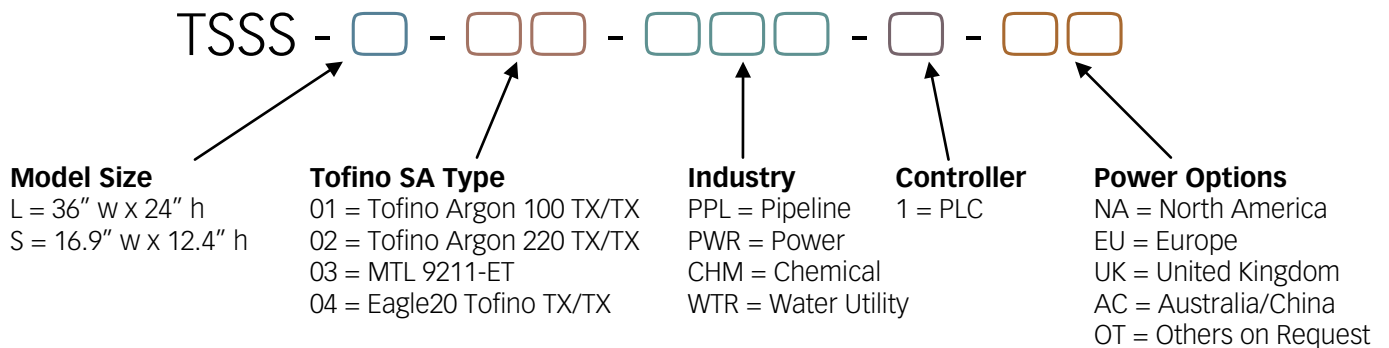 TSSS - - - - -
Model Size
L = 36" w x 24" h
S = 16.9" w x 12.4" h
Tofino SA Type
01 = Tofino Argon 100 TX/TX
02 = Tofino Argon 220 TX/TX
03 = MTL 9211-ET
04 = Eagle20 Tofino TX/TX
Industry
PPL = Pipeline
PWR = Power
CHM = Chemical
WTR = Water Utility
Controller
1 = PLC
Power Options
NA = North America
EU = Europe
UK = United Kingdom
AC = Australia/China
OT = Others on Request